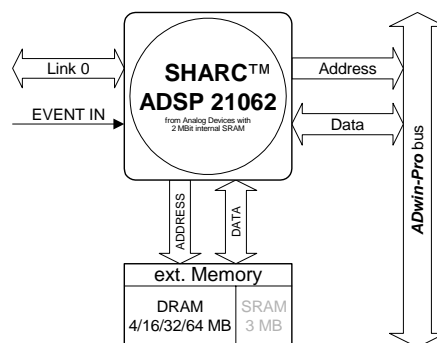 Link 0
EVENT IN
SHARC™
ADSP 21062
from Analog Devices with
2 MBit internal SRAM
Address
Data
ADwin-Pro bus
ADDRESS
DATA
ext. Memory
DRAM
4/16/32/64 MB
SRAM
3 MB